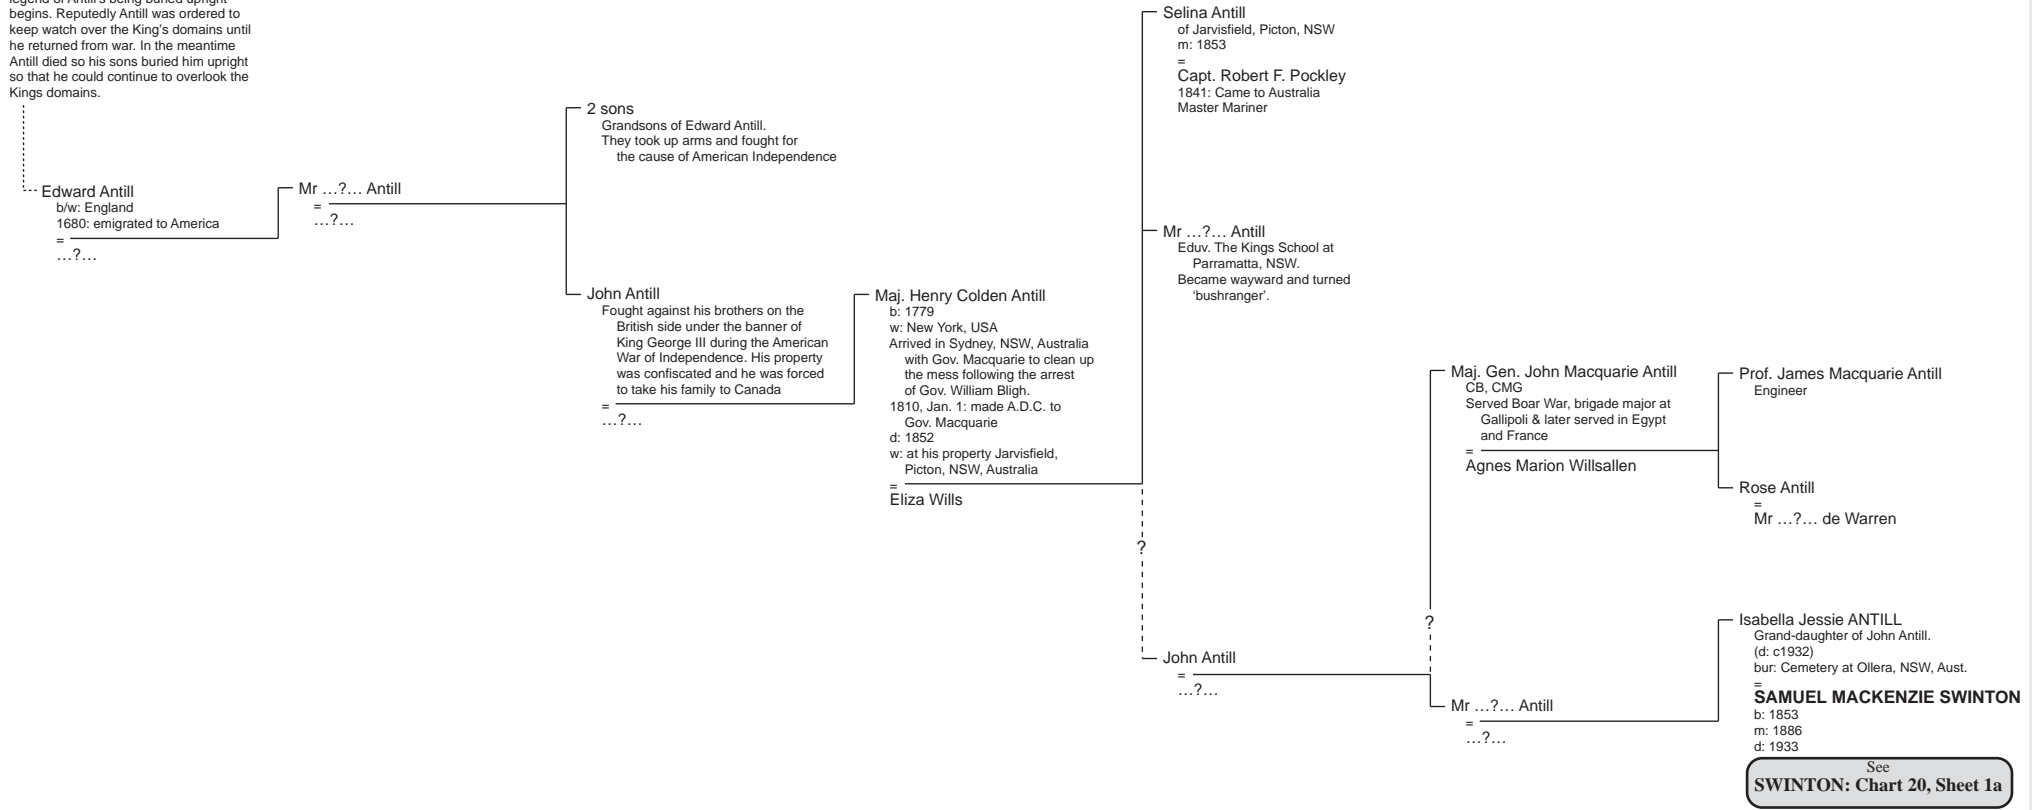 legend of Antill's being buried upright
begins. Reputedly Antill was ordered to
keep watch over the King's domains until
he returned from war. In the meantime
Antill died so his sons buried him upright
so that he could continue to overlook the
Kings domains.
Edward Antill
b/w: England
1680: emigrated to America
=
…?…
Mr …?… Antill
=
…?…
2 sons
Grandsons of Edward Antill.
They took up arms and fought for
the cause of American Independence
John Antill
Fought against his brothers on the
British side under the banner of
King George III during the American
War of Independence. His property
was confiscated and he was forced
to take his family to Canada
=
…?…
Maj. Henry Colden Antill
b: 1779
w: New York, USA
Arrived in Sydney, NSW, Australia
with Gov. Macquarie to clean up
the mess following the arrest
of Gov. William Bligh.
1810, Jan. 1: made A.D.C. to
Gov. Macquarie
d: 1852
w: at his property Jarvisfield,
Picton, NSW, Australia
=
Eliza Wills
Selina Antill
of Jarvisfield, Picton, NSW
m: 1853
=
Capt. Robert F. Pockley
1841: Came to Australia
Master Mariner
Mr …?… Antill
Eduv. The Kings School at
Parramatta, NSW.
Became wayward and turned
‘bushranger’.
?
John Antill
=
…?…
Maj. Gen. John Macquarie Antill
CB, CMG
Served Boar War, brigade major at
Gallipoli & later served in Egypt
and France
=
Agnes Marion Willsallen
?
Mr …?… Antill
=
…?…
Prof. James Macquarie Antill
Engineer
Rose Antill
=
Mr …?… de Warren
Isabella Jessie ANTILL
Grand-daughter of John Antill.
(d: c1932)
bur: Cemetery at Ollera, NSW, Aust.
=
SAMUEL MACKENZIE SWINTON
b: 1853
m: 1886
d: 1933
See
SWINTON: Chart 20, Sheet 1a